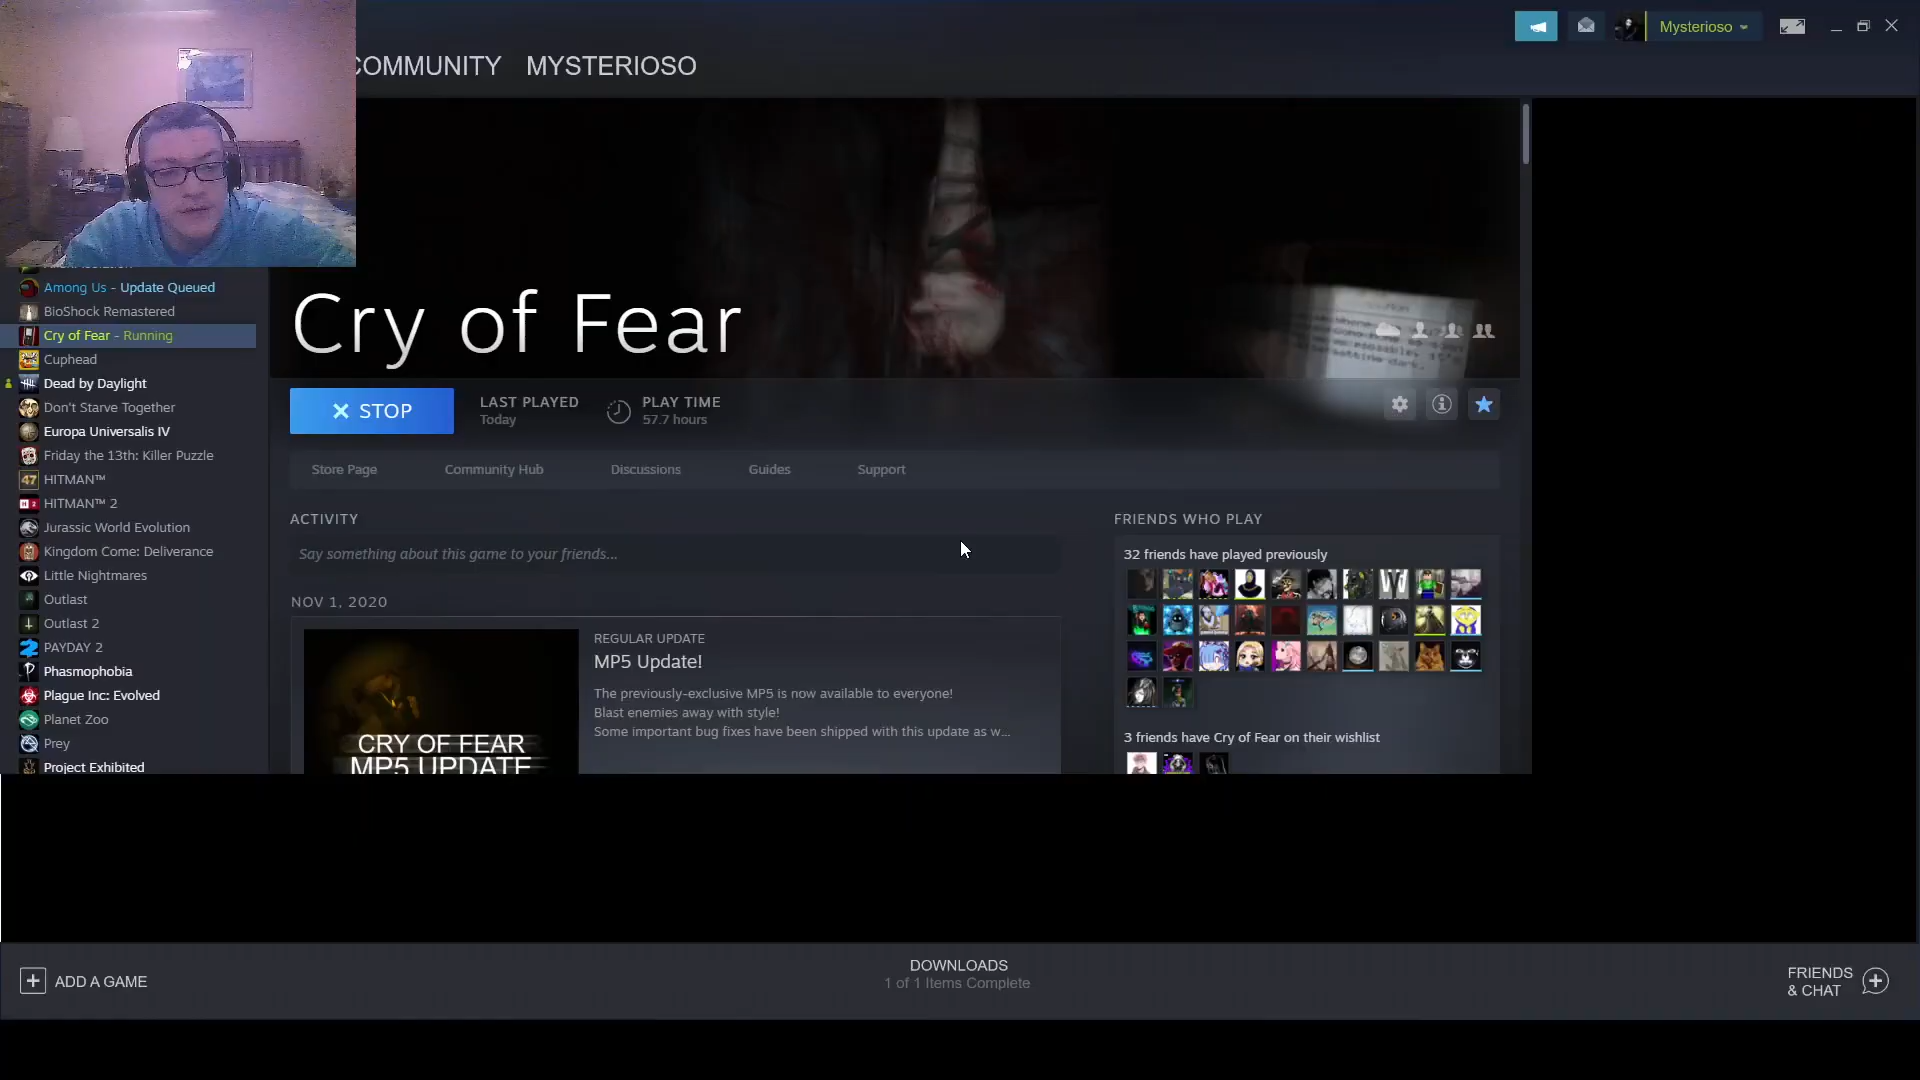 Mysterioso
COMMUNITY MYSTERIOSO
Among Us - Update Queued
BioShock Remastered
Cry of Fear - Running
Cuphead
Dead by Daylight
Don't Starve Together
Europa Universalis IV
Friday the 13th: Killer Puzzle
47 HITMAN™
H 2 HITMAN™ 2
Jurassic World Evolution
Kingdom Come: Deliverance
Little Nightmares
Outlast
Outlast 2
PAYDAY 2
Phasmophobia
Plague Inc: Evolved
Planet Zoo
Prey
Project Exhibited
Cry of Fear
STOP
LAST PLAYED
Today
PLAY TIME
57.7 hours
Store Page
Community Hub
Discussions
Guides
Support
ACTIVITY
Say something about this game to your friends...
NOV 1, 2020
CRY OF FEAR
MP5 UPDATE
REGULAR UPDATE
MP5 Update!
The previously-exclusive MP5 is now available to everyone!
Blast enemies away with style!
Some important bug fixes have been shipped with this update as w...
FRIENDS WHO PLAY
32 friends have played previously
3 friends have Cry of Fear on their wishlist
ADD A GAME
DOWNLOADS
1 of 1 Items Complete
FRIENDS
& CHAT